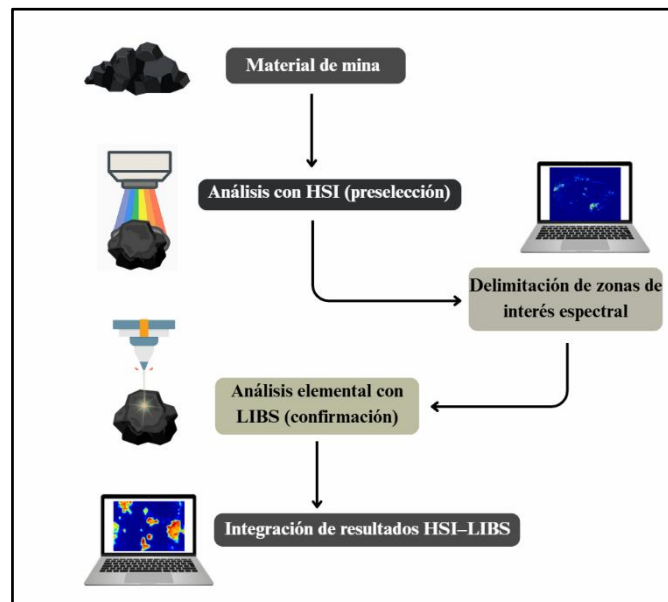 Material de mina
Análisis con HSI (preselección)
Delimitación de zonas de
interés espectral
Análisis elemental con
LIBS (confirmación)
Integración de resultados HSI–LIBS